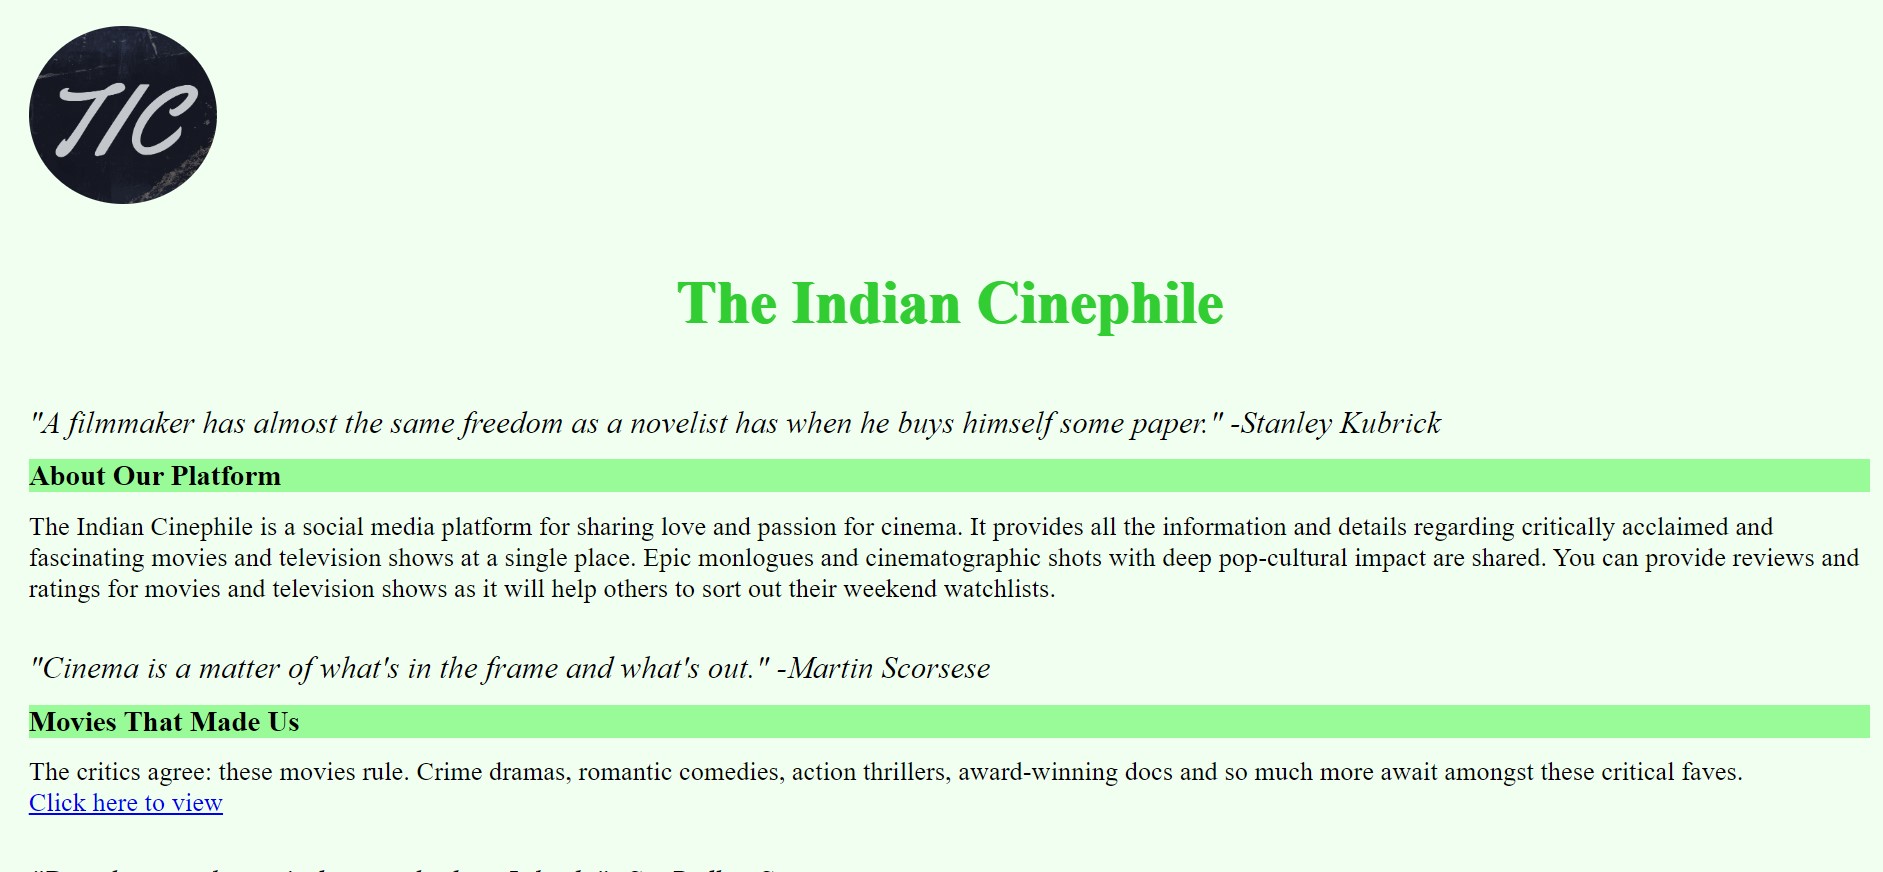 TIC
The Indian Cinephile
"A filmmaker has almost the same freedom as a novelist has when he buys himself some paper." -Stanley Kubrick
About Our Platform
The Indian Cinephile is a social media platform for sharing love and passion for cinema. It provides all the information and details regarding critically acclaimed and
fascinating movies and television shows at a single place. Epic monlogues and cinematographic shots with deep pop-cultural impact are shared. You can provide reviews and
ratings for movies and television shows as it will help others to sort out their weekend watchlists.
"Cinema is a matter of what's in the frame and what's out." -Martin Scorsese
Movies That Made Us
The critics agree: these movies rule. Crime dramas, romantic comedies, action thrillers, award-winning docs and so much more await amongst these critical faves.
Click here to view